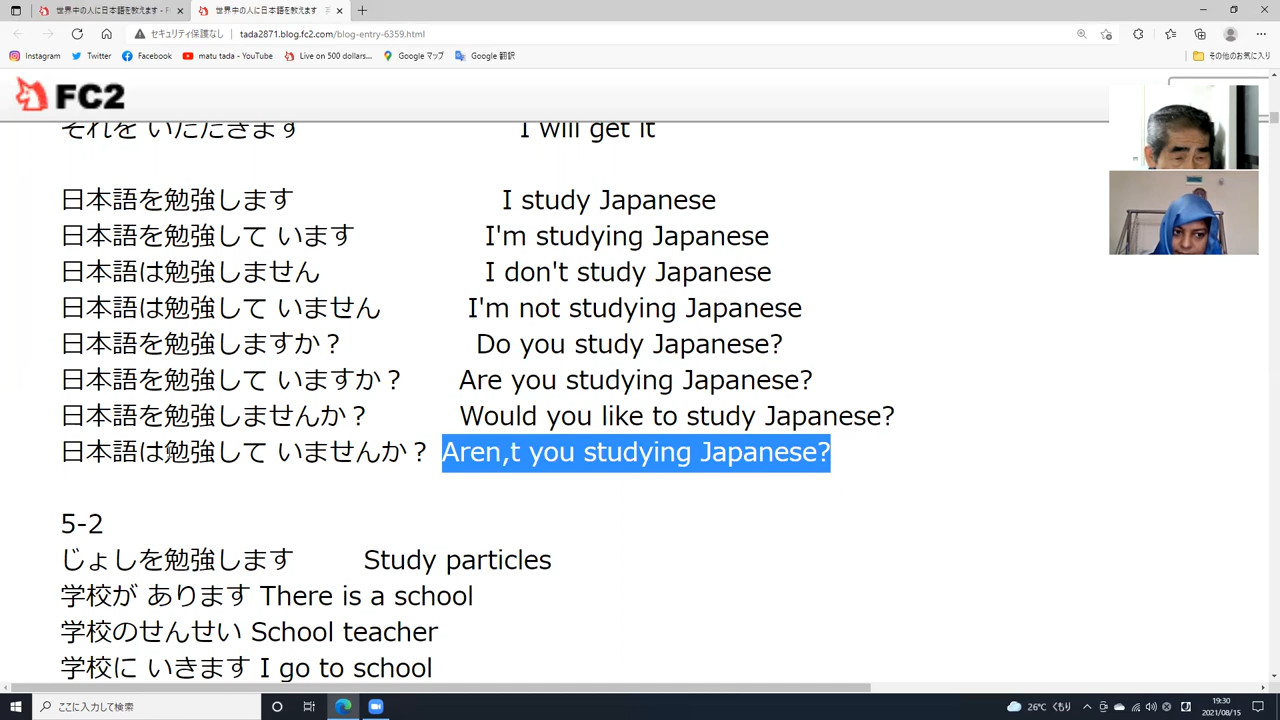 世界中の人に日本語を教えます - F
世界中の人に日本語を教えます
セキュリティ保護なし
tada2871.blog.fc2.com/blog-entry-6359.html
Instagram
Twitter
Facebook
matu tada - YouTube
Live on 500 dollars...
Google マップ
Google 翻訳
その他のお気に入り
FC2
それを いただきます I will get it
日本語を勉強します I study Japanese
日本語を勉強して います I'm studying Japanese
日本語は勉強しません I don't study Japanese
日本語は勉強して いません I'm not studying Japanese
日本語を勉強しますか？ Do you study Japanese?
日本語を勉強して いますか？ Are you studying Japanese?
日本語を勉強しませんか？ Would you like to study Japanese?
日本語は勉強して いませんか？ Aren,t you studying Japanese?
5-2
じょしを勉強します Study particles
学校が あります There is a school
学校のせんせい School teacher
学校に いきます I go to school
ここに入力して検索
26℃ くもり
19:30
2021/08/15